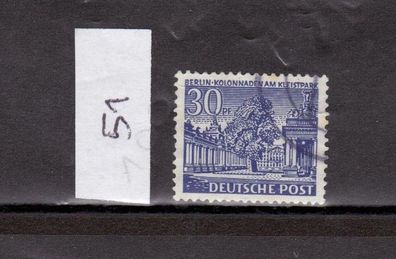 51
BERLIN-KOLONNADEN AM KLEISTPARK
30 PF
DEUTSCHE POST